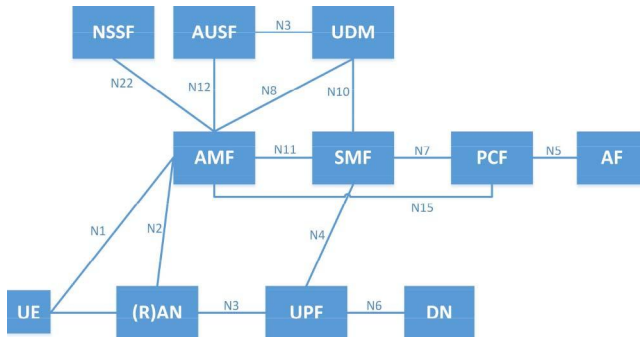 NSSF AUSF N3 UDM
N22 N12 N8 N10
AMF N11 SMF N7 PCF N5 AF
N15
N1 N2 N4
UE (R)AN N3 UPF N6 DN